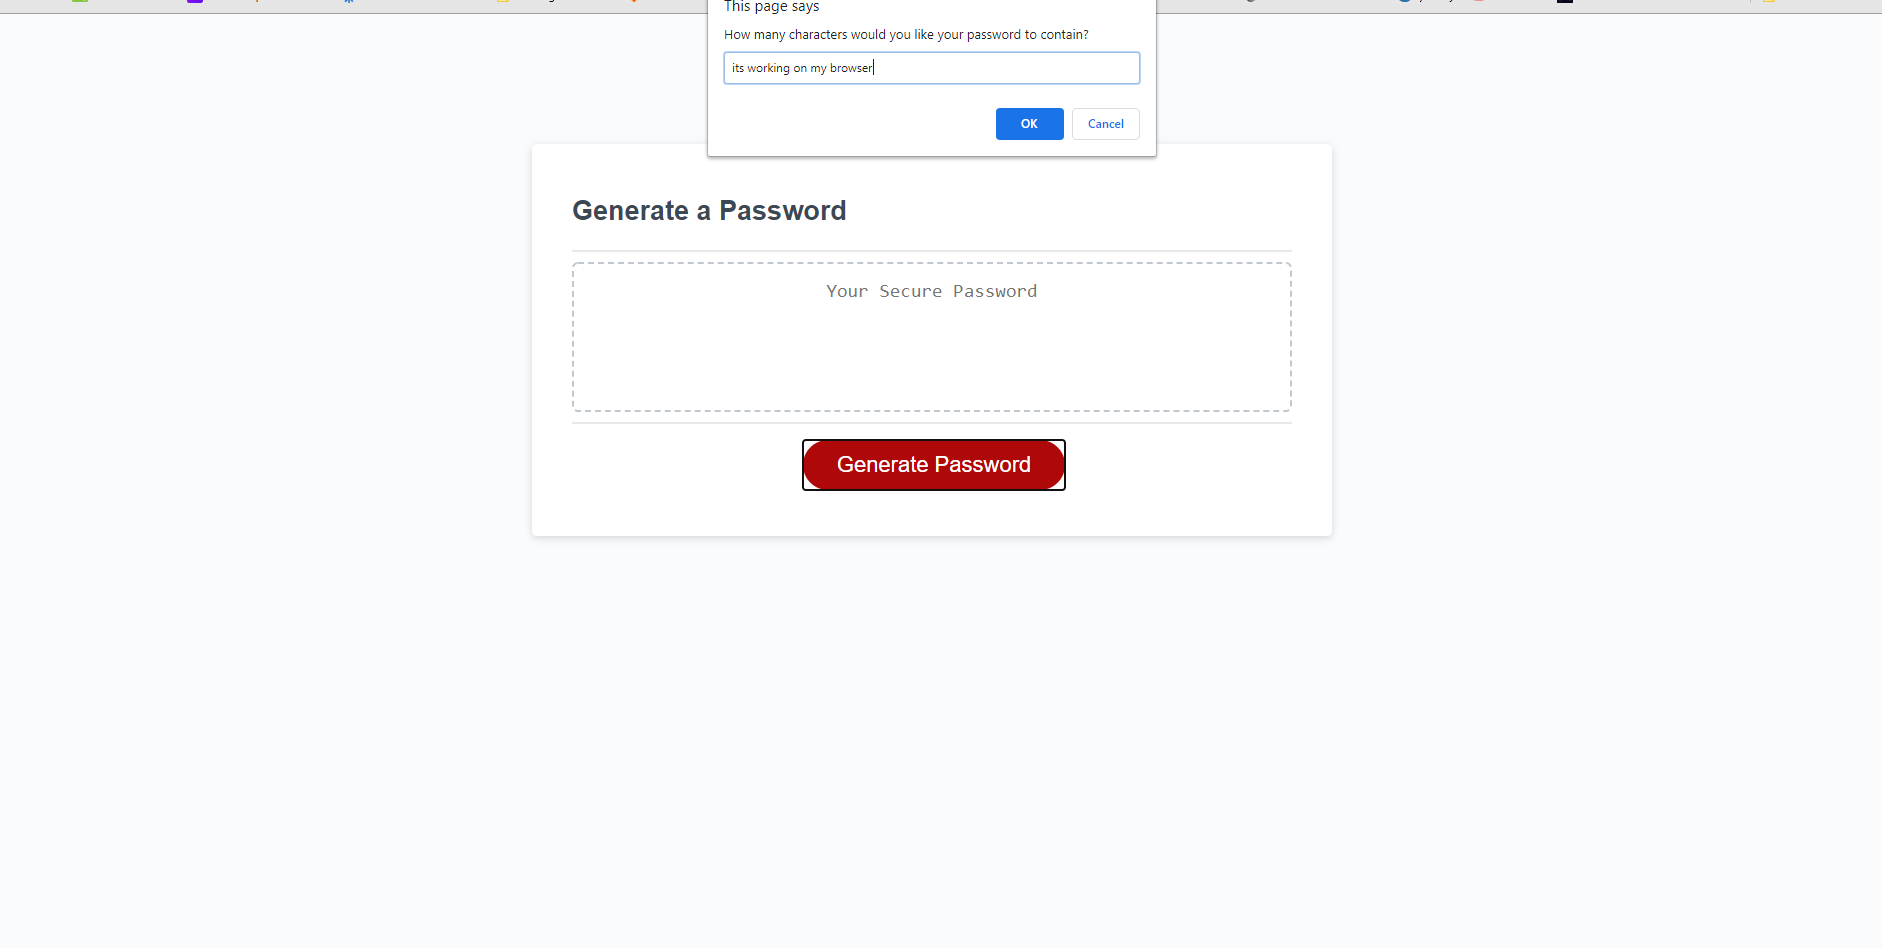 This page says
How many characters would you like your password to contain?
its working on my browser
OK
Cancel
Generate a Password
Your Secure Password
Generate Password